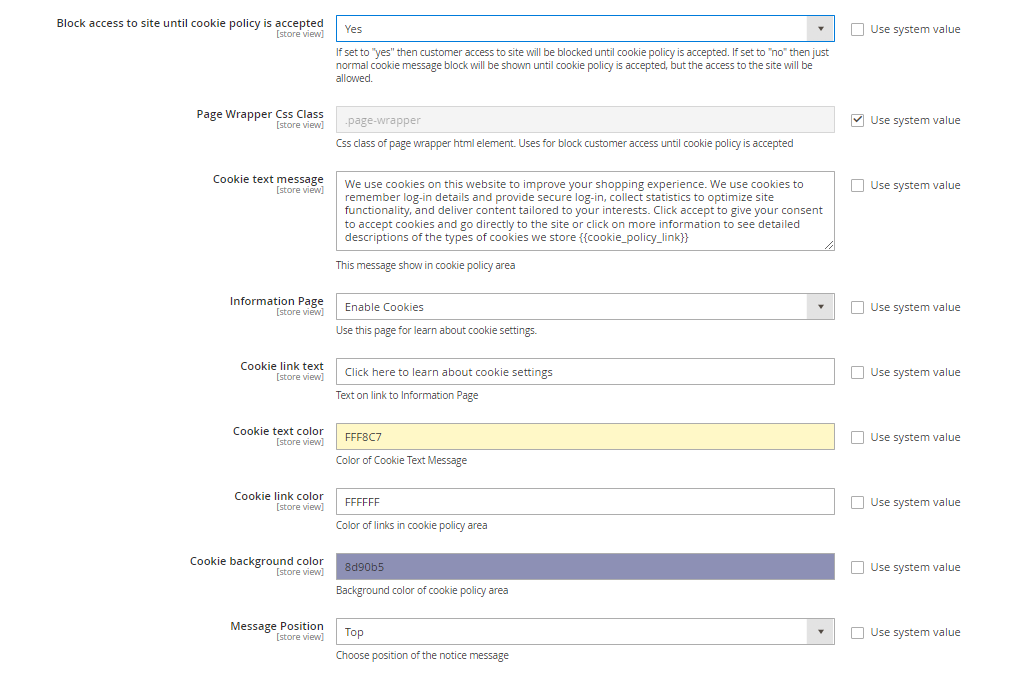 Block access to site until cookie policy is accepted
[store view]
Yes
Use system value
If set to "yes" then customer access to site will be blocked until cookie policy is accepted. If set to "no" then just
normal cookie message block will be shown until cookie policy is accepted, but the access to the site will be
allowed.
Page Wrapper Css Class
[store view]
.page-wrapper
Use system value
Css class of page wrapper html element. Uses for block customer access until cookie policy is accepted
Cookie text message
[store view]
We use cookies on this website to improve your shopping experience. We use cookies to
remember log-in details and provide secure log-in, collect statistics to optimize site
functionality, and deliver content tailored to your interests. Click accept to give your consent
to accept cookies and go directly to the site or click on more information to see detailed
descriptions of the types of cookies we store {{cookie_policy_link}}
Use system value
This message show in cookie policy area
Information Page
[store view]
Enable Cookies
Use system value
Use this page for learn about cookie settings.
Cookie link text
[store view]
Click here to learn about cookie settings
Use system value
Text on link to Information Page
Cookie text color
[store view]
FFF8C7
Use system value
Color of Cookie Text Message
Cookie link color
[store view]
FFFFFF
Use system value
Color of links in cookie policy area
Cookie background color
[store view]
8d90b5
Use system value
Background color of cookie policy area
Message Position
[store view]
Top
Use system value
Choose position of the notice message